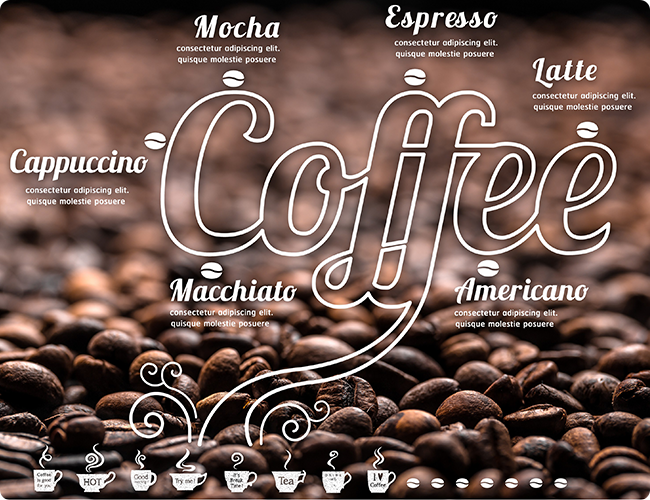 Mocha
consectetur adipiscing elit.
quisque molestie posuere
Espresso
consectetur adipiscing elit.
quisque molestie posuere
Latte
consectetur adipiscing elit.
quisque molestie posuere
Cappuccino
consectetur adipiscing elit.
quisque molestie posuere
Coffee
Macchiato
consectetur adipiscing elit.
quisque molestie posuere
Americano
consectetur adipiscing elit.
quisque molestie posuere
Coffee
is good
for you
HOT
Good
Try me!
it's
Break
Time!
Tea
I ♥
Coffee